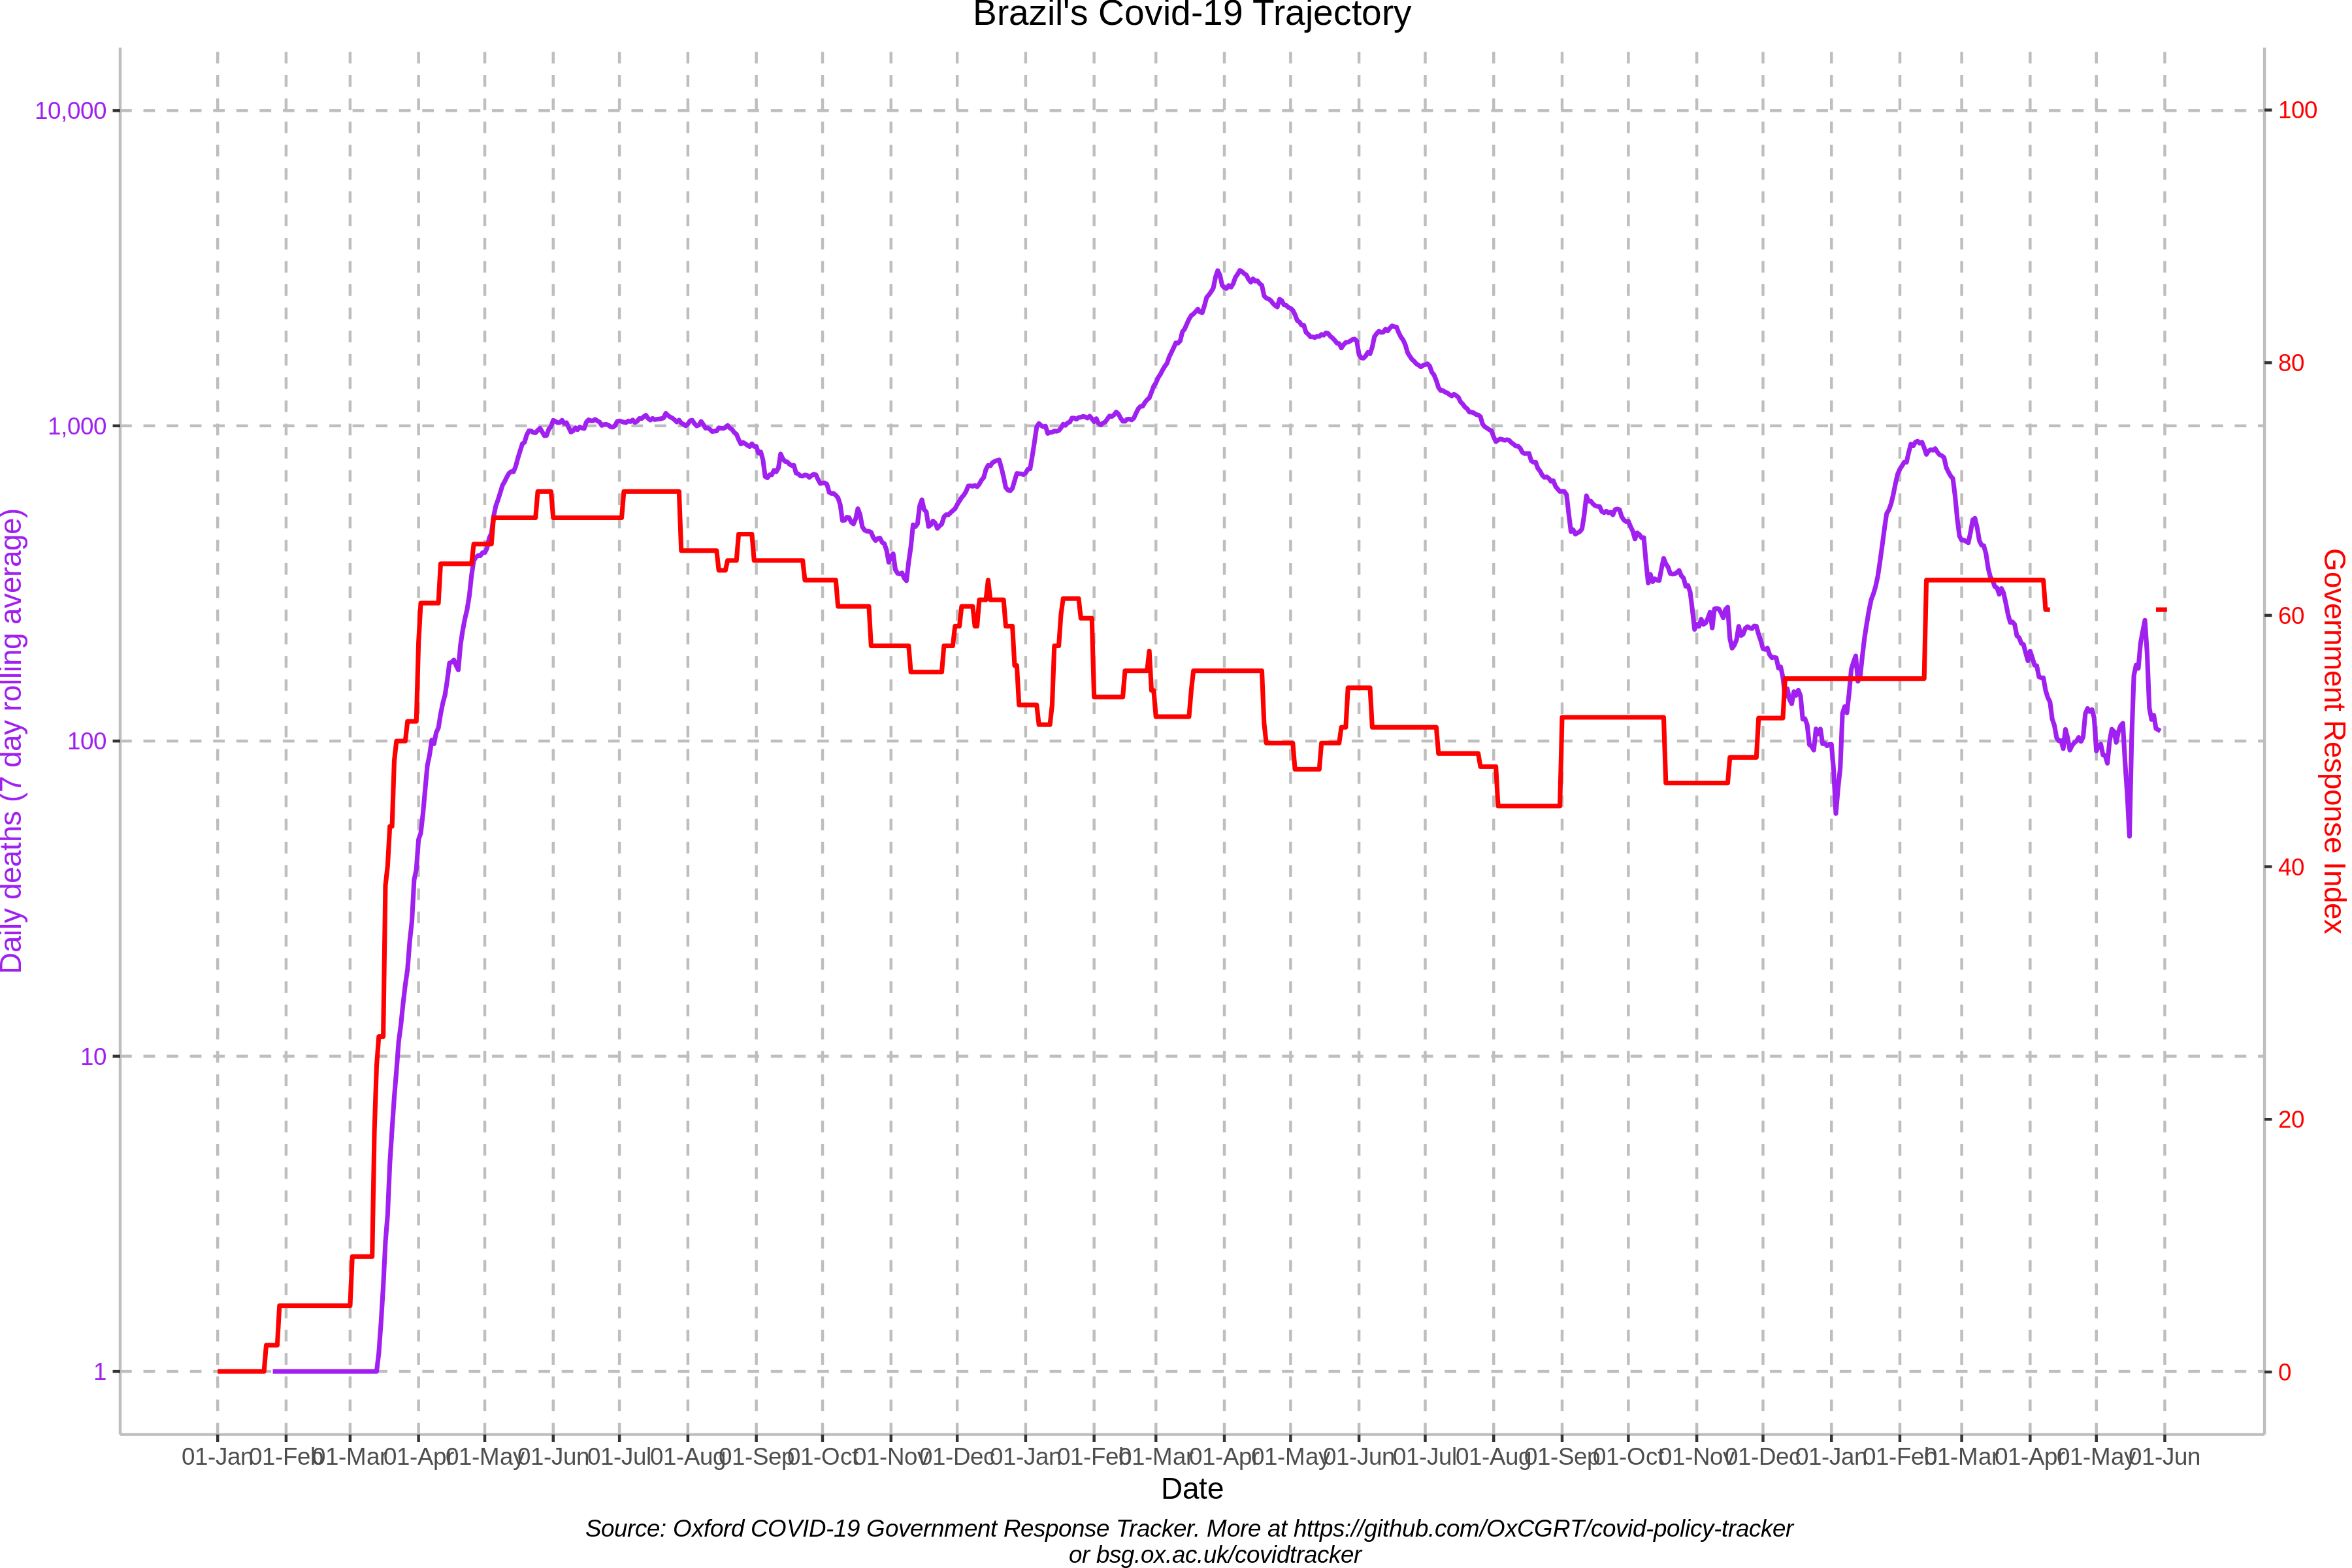 Brazil's Covid-19 Trajectory
10,000
1,000
100
10
1
Daily deaths (7 day rolling average)
100
80
60
40
20
0
Government Response Index
01-Jan 01-Feb 01-Mar 01-Apr 01-May 01-Jun 01-Jul 01-Aug 01-Sep 01-Oct 01-Nov 01-Dec 01-Jan 01-Feb 01-Mar 01-Apr 01-May 01-Jun 01-Jul 01-Aug 01-Sep 01-Oct 01-Nov 01-Dec 01-Jan 01-Feb 01-Mar 01-Apr 01-May 01-Jun
Date
Source: Oxford COVID-19 Government Response Tracker. More at https://github.com/OxCGRT/covid-policy-tracker
or bsg.ox.ac.uk/covidtracker